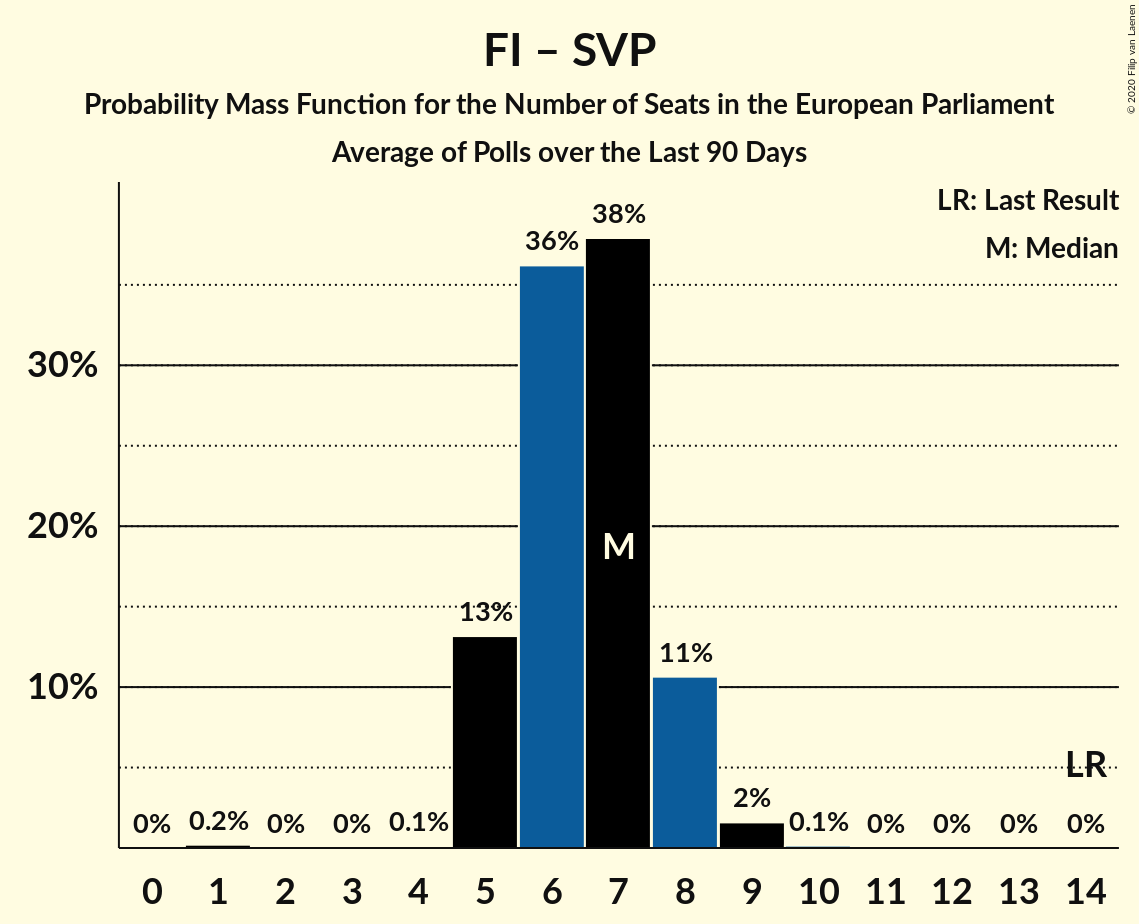 FI – SVP
Probability Mass Function for the Number of Seats in the European Parliament
Average of Polls over the Last 90 Days
© 2020 Filip van Laenen
LR: Last Result
M: Median
38%
36%
30%
M
20%
13%
11%
10%
LR
2%
0% 0.2% 0% 0% 0.1% 0.1% 0% 0% 0% 0%
0 1 2 3 4 5 6 7 8 9 10 11 12 13 14